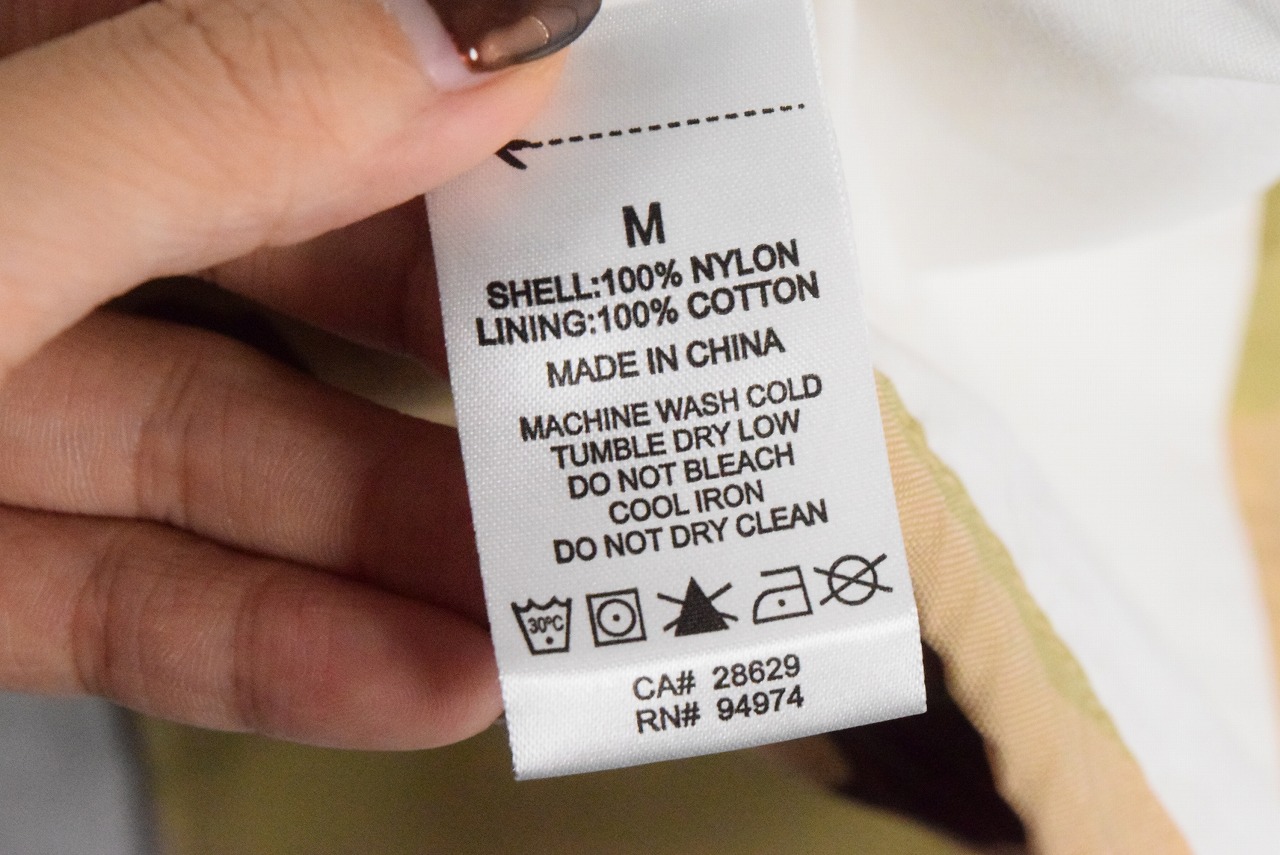 M
SHELL:100% NYLON
LINING:100% COTTON
MADE IN CHINA
MACHINE WASH COLD
TUMBLE DRY LOW
DO NOT BLEACH
COOL IRON
DO NOT DRY CLEAN
30°C
CA# 28629
RN# 94974